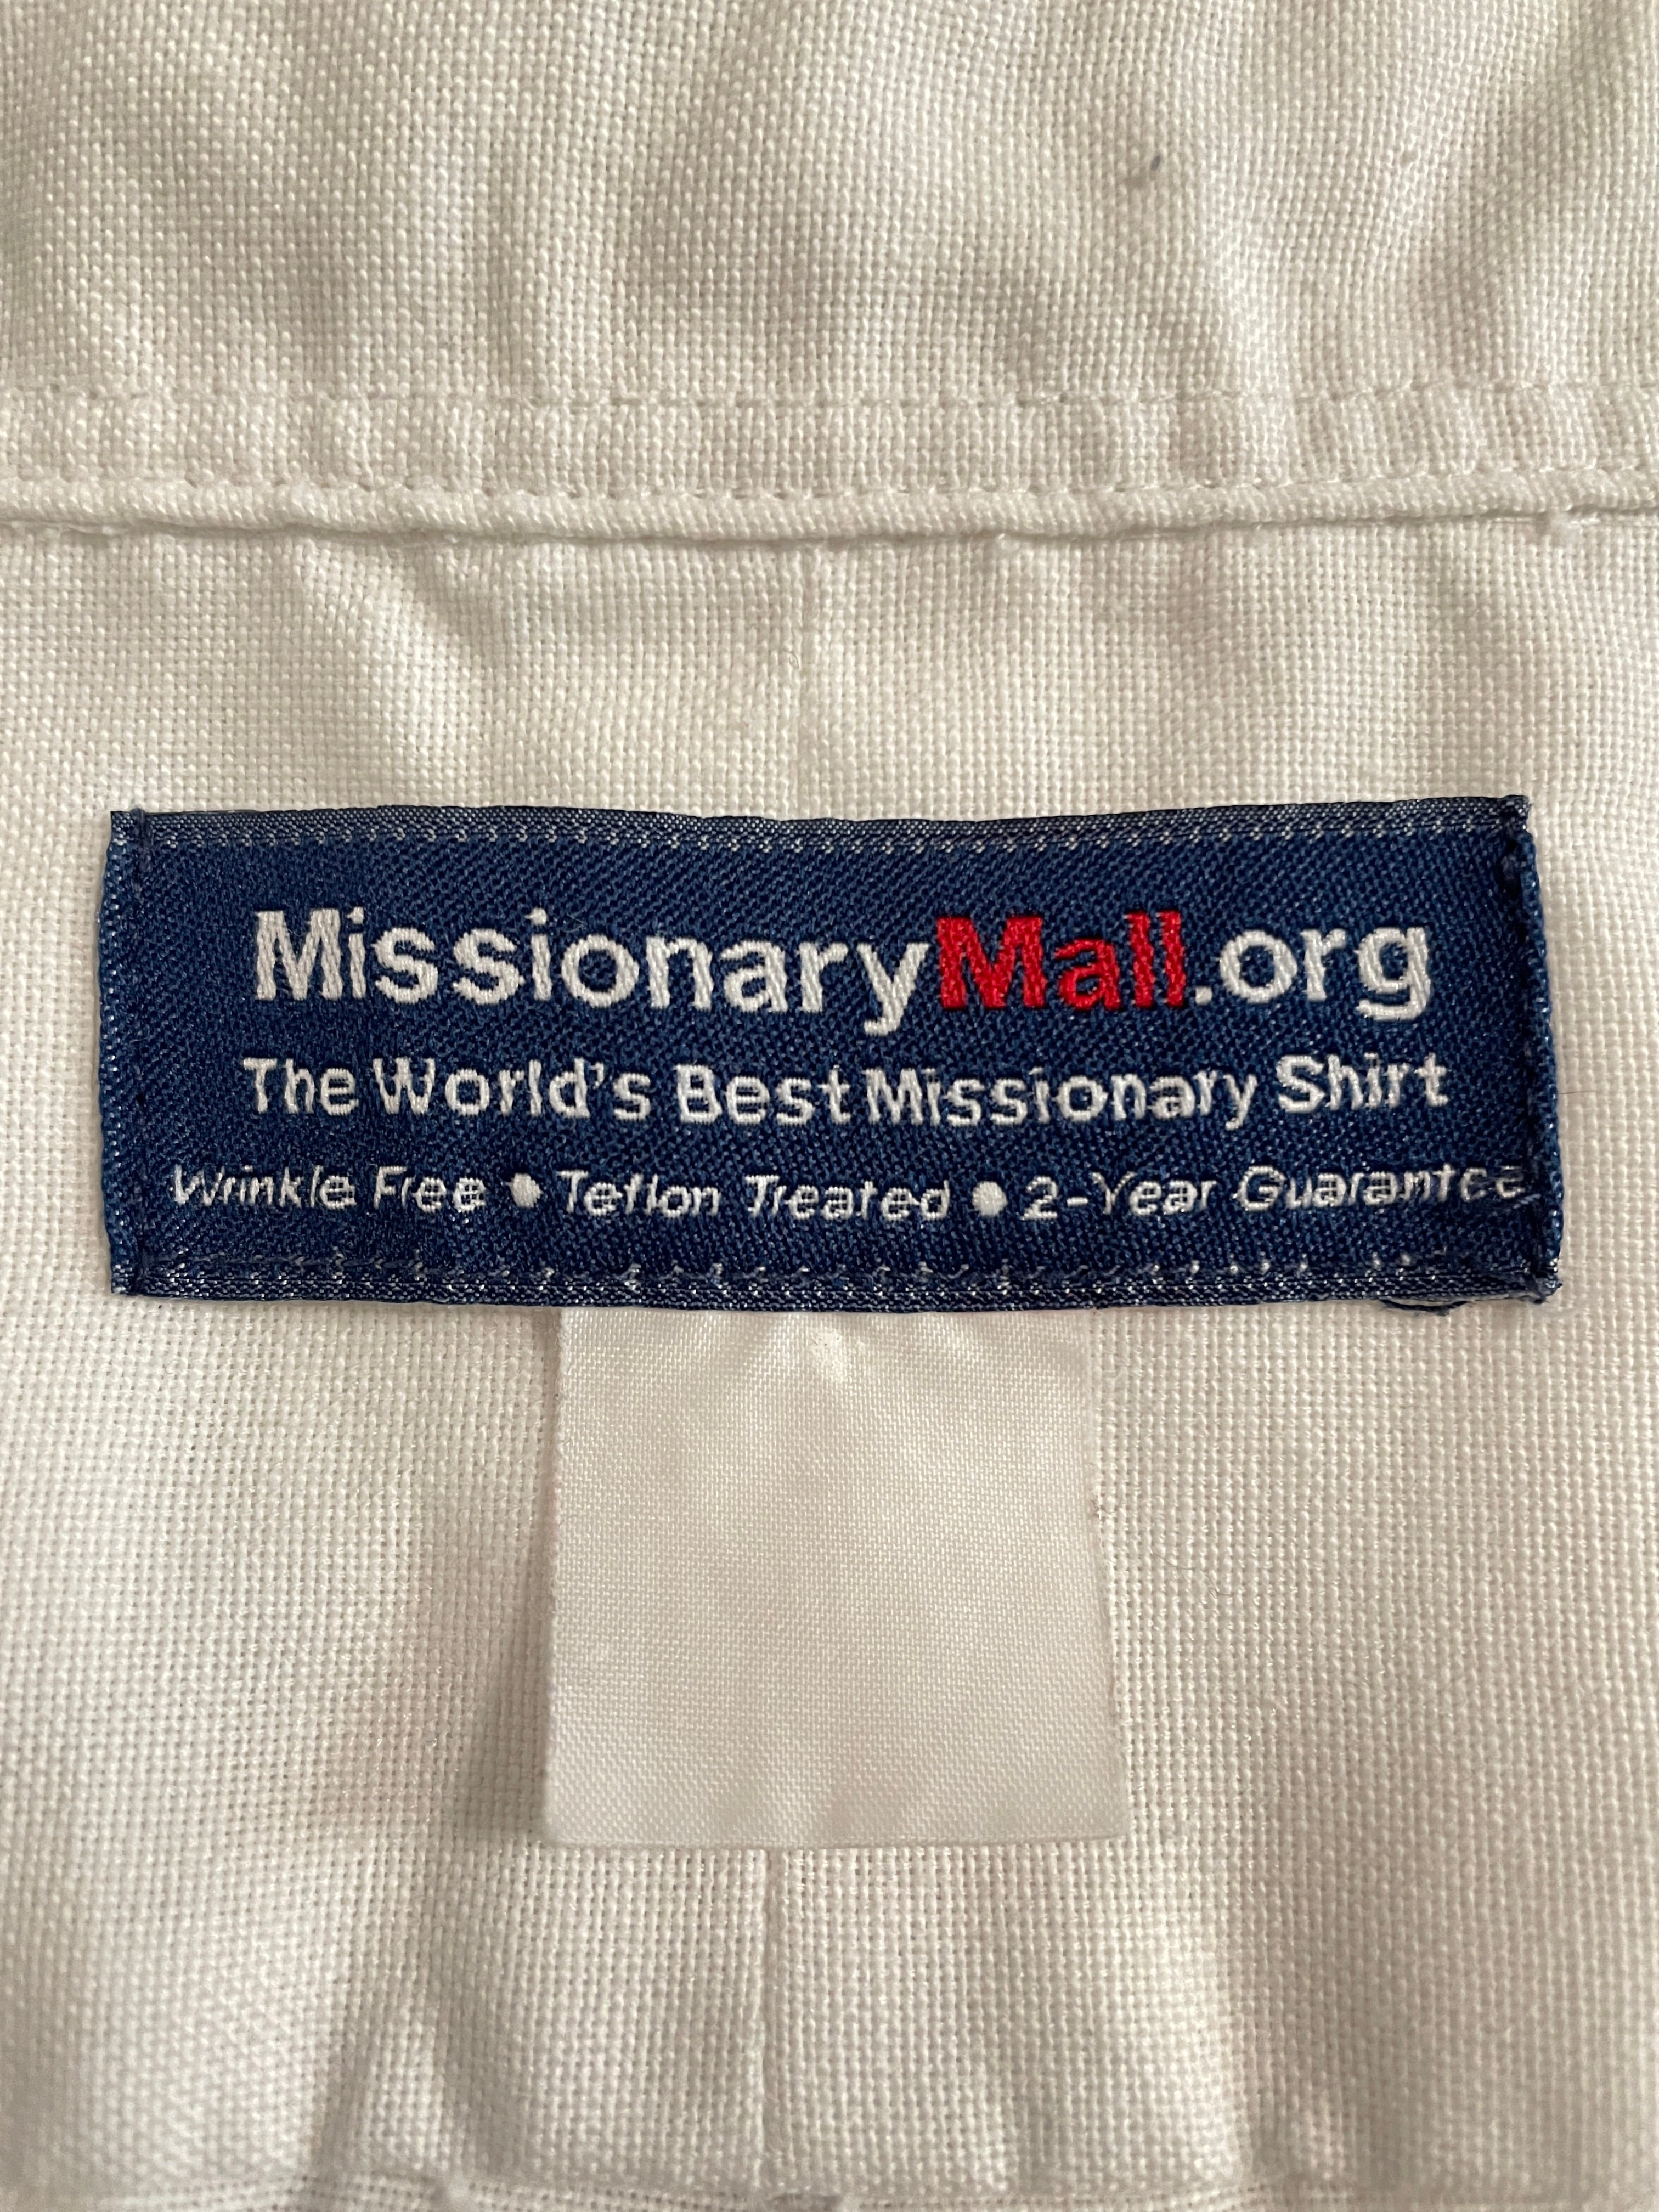 MissionaryMall.org
The World's Best Missionary Shirt
Wrinkle Free • Teflon Treated • 2-Year Guarantee